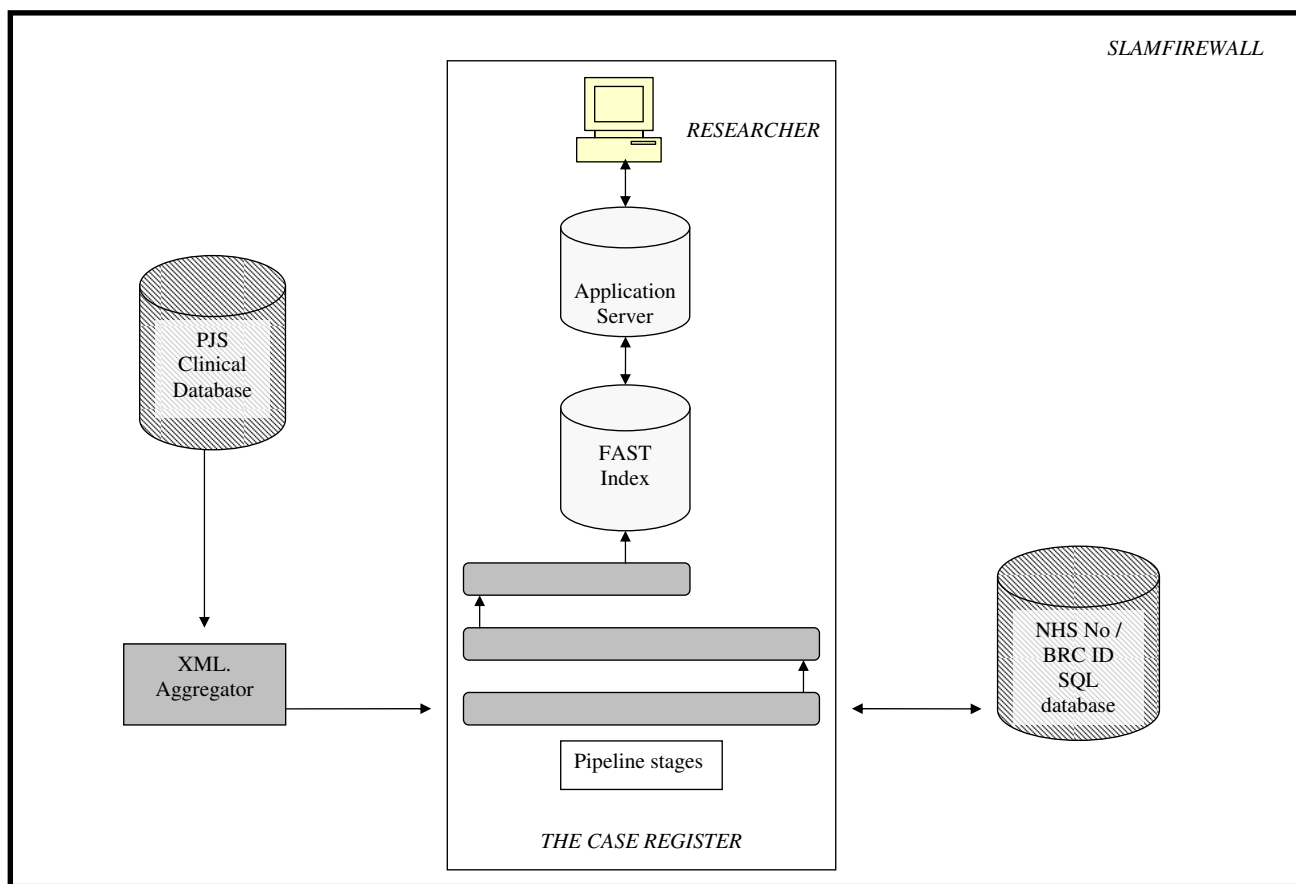 SLAMFIREWALL
RESEARCHER
Application
Server
PJS
Clinical
Database
FAST
Index
NHS No /
BRC ID
SQL
database
XML.
Aggregator
Pipeline stages
THE CASE REGISTER